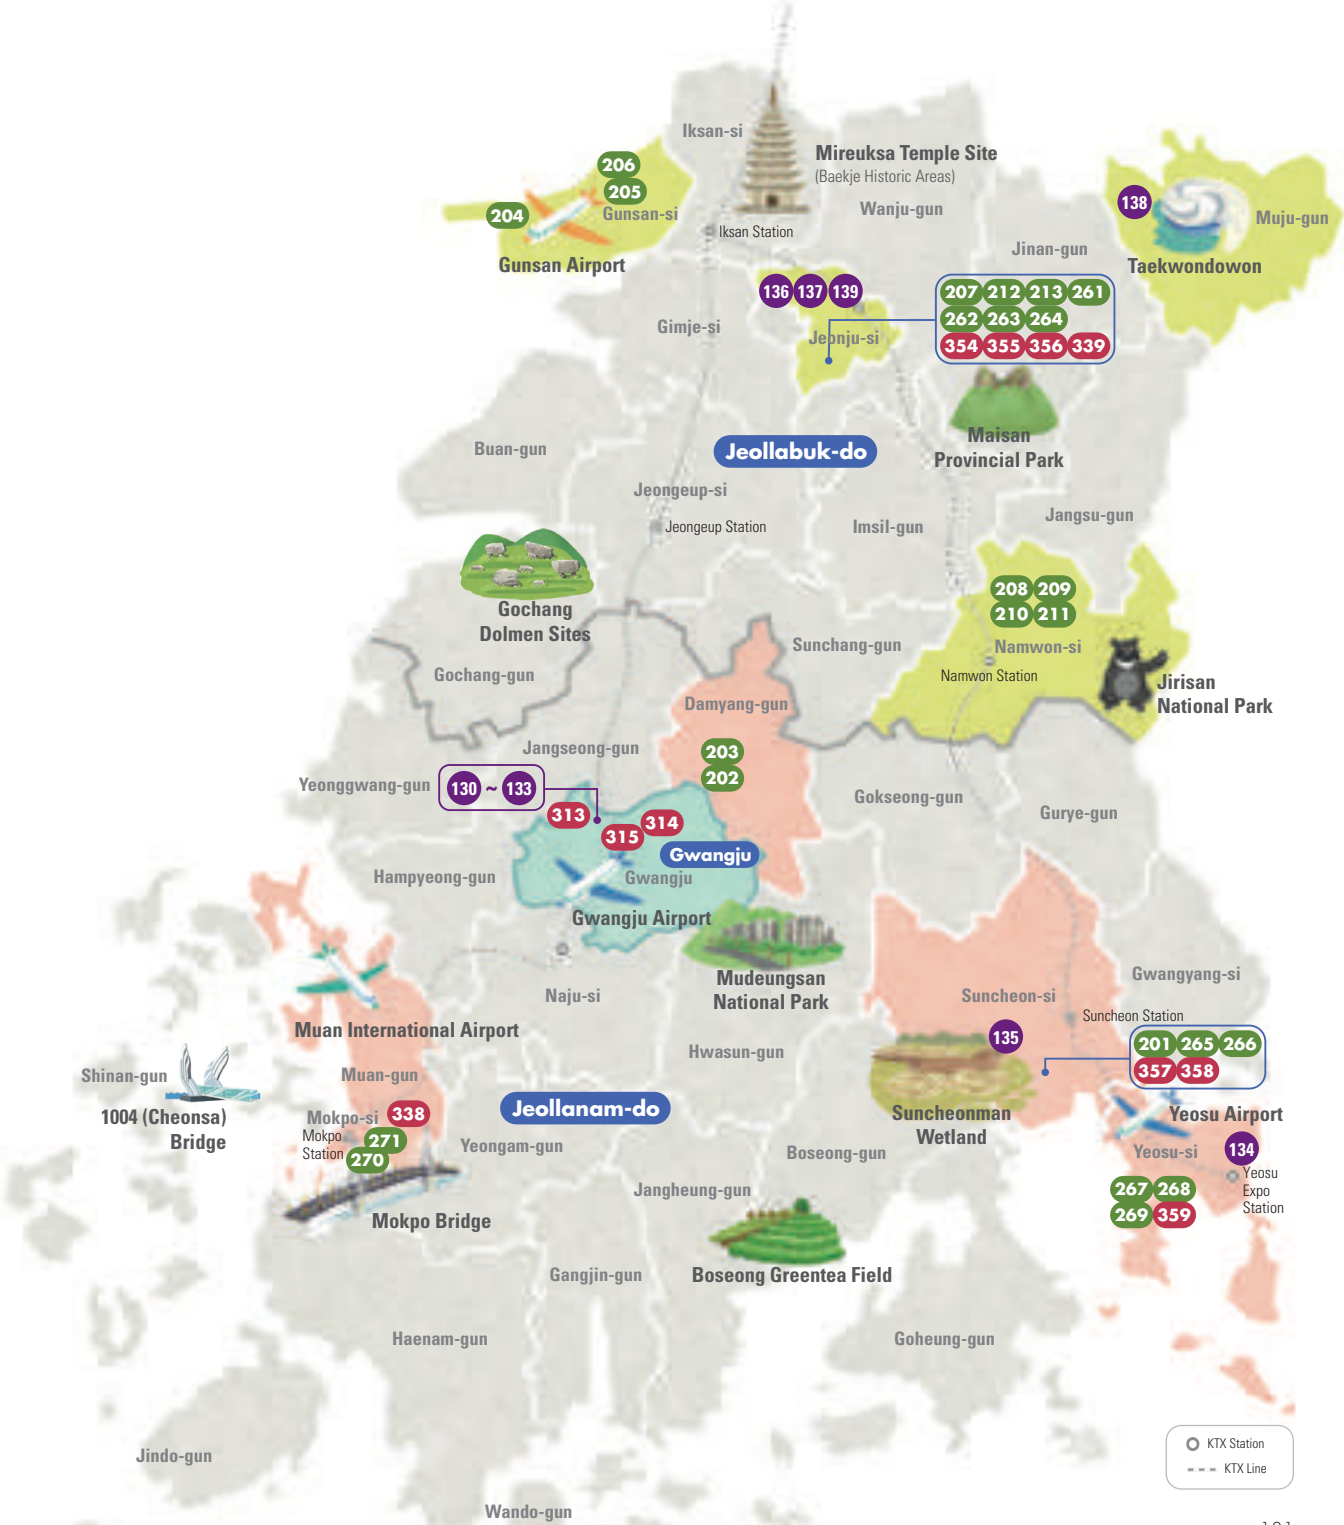 Iksan-si
Mireuksa Temple Site
(Baekje Historic Areas)
206
205
204
Gunsan-si
Gunsan Airport
Iksan Station
Wanju-gun
Jinan-gun
138
Muju-gun
Taekwondowon
136 137 139
207 212 213 261
262 263 264
354 355 356 339
Gimje-si
Jeonju-si
Maisan
Provincial Park
Buan-gun
Jeollabuk-do
Jeongeup-si
Jeongeup Station
Imsil-gun
Jangsu-gun
Gochang
Dolmen Sites
208 209
210 211
Namwon-si
Namwon Station
Sunchang-gun
Gochang-gun
Jirisan
National Park
Damyang-gun
203
202
Jangseong-gun
Yeonggwang-gun
130 ~ 133
313
314
315
Gwangju
Gwangju
Gwangju Airport
Gokseong-gun
Gurye-gun
Hampyeong-gun
Mudeungsan
National Park
Naju-si
Muan International Airport
Suncheon-si
Gwangyang-si
Suncheon Station
135
201 265 266
357 358
Hwasun-gun
Shinan-gun
1004 (Cheonsa)
Bridge
Muan-gun
Mokpo-si
338
Mokpo
Station
271
270
Mokpo Bridge
Jeollanam-do
Yeongam-gun
Suncheonman
Wetland
Yeosu Airport
Yeosu-si
134
Yeosu
Expo
Station
267 268
269 359
Boseong-gun
Jangheung-gun
Boseong Greentea Field
Gangjin-gun
Haenam-gun
Goheung-gun
Jindo-gun
Wando-gun
KTX Station
KTX Line